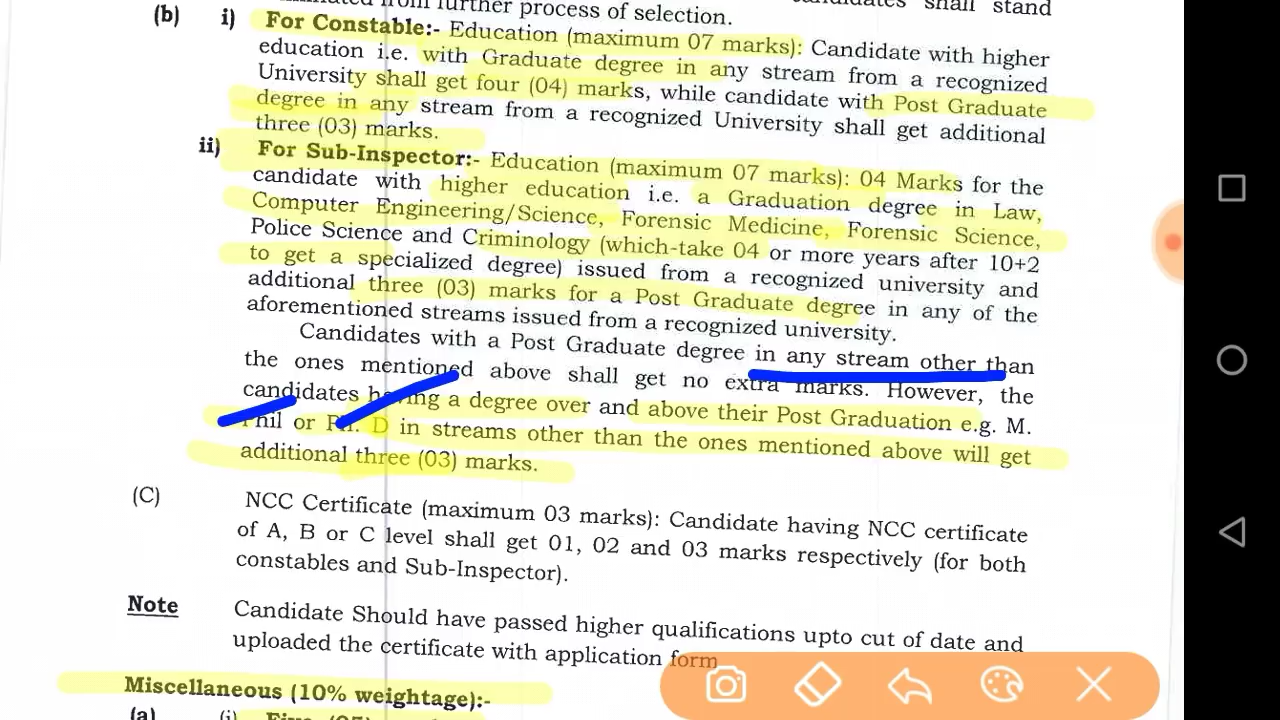 from further process of selection. candidates shall stand
(b) i) For Constable:- Education (maximum 07 marks): Candidate with higher
education i.e. with Graduate degree in any stream from a recognized
University shall get four (04) marks, while candidate with Post Graduate
degree in any stream from a recognized University shall get additional
three (03) marks.
ii) For Sub-Inspector:- Education (maximum 07 marks): 04 Marks for the
candidate with higher education i.e. a Graduation degree in Law,
Computer Engineering/Science, Forensic Medicine, Forensic Science,
Police Science and Criminology (which-take 04 or more years after 10+2
to get a specialized degree) issued from a recognized university and
additional three (03) marks for a Post Graduate degree in any of the
aforementioned streams issued from a recognized university.
Candidates with a Post Graduate degree in any stream other than
the ones mentioned above shall get no extra marks. However, the
candidates having a degree over and above their Post Graduation e.g. M.
Phil or Ph. D in streams other than the ones mentioned above will get
additional three (03) marks.
(C) NCC Certificate (maximum 03 marks): Candidate having NCC certificate
of A, B or C level shall get 01, 02 and 03 marks respectively (for both
constables and Sub-Inspector).
Note Candidate Should have passed higher qualifications upto cut of date and
uploaded the certificate with application form
Miscellaneous (10% weightage):-
(a) (i) Five (05)